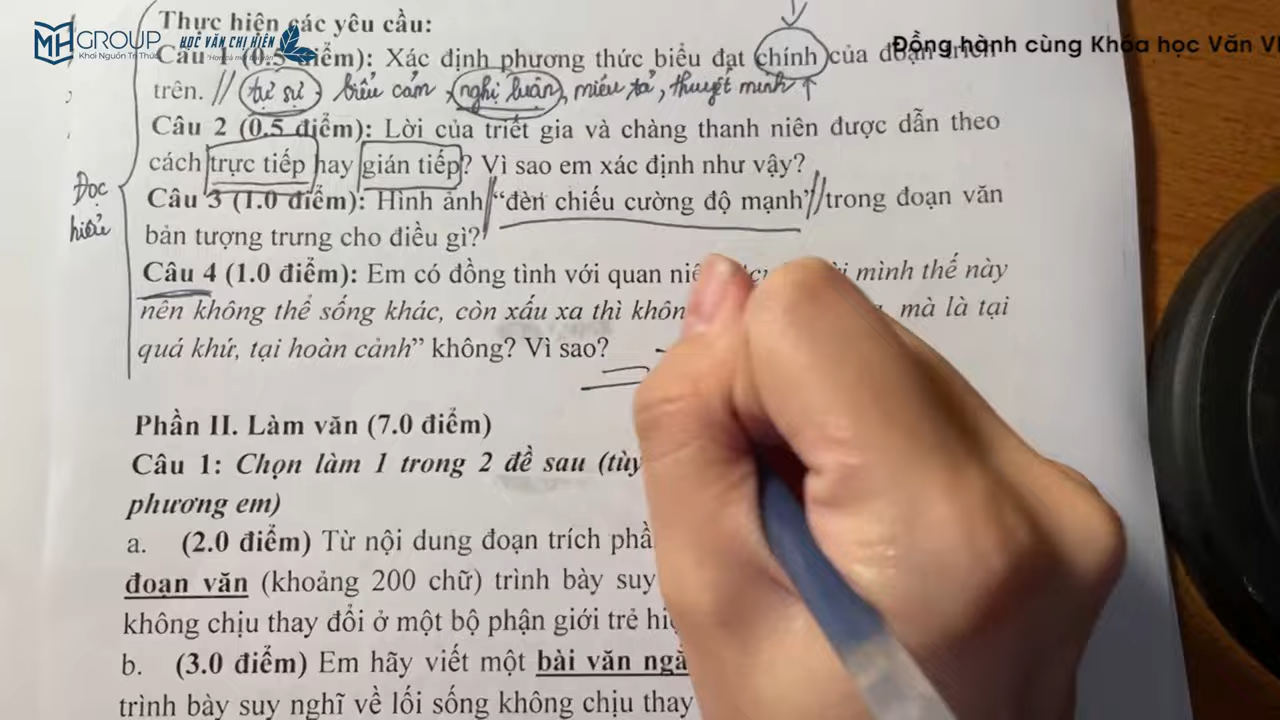 MH GROUP
Khơi Nguồn Tri Thức
HỌC VĂN CHỊ HIÊN
Đồng hành cùng Khóa học Văn VI
Thực hiện các yêu cầu:
Câu 1 (0.5 điểm): Xác định phương thức biểu đạt chính của đoạn trích
trên. // tự sự, biểu cảm, nghị luận, miêu tả, thuyết minh
Câu 2 (0.5 điểm): Lời của triết gia và chàng thanh niên được dẫn theo
cách trực tiếp hay gián tiếp? Vì sao em xác định như vậy?
Đọc
hiểu
Câu 3 (1.0 điểm): Hình ảnh “đèn chiếu cường độ mạnh” trong đoạn văn
bản tượng trưng cho điều gì?
Câu 4 (1.0 điểm): Em có đồng tình với quan mình thế này
nên không thể sống khác, còn xấu xa thì mà là tại
quá khứ, tại hoàn cảnh” không? Vì sao?
Phần II. Làm văn (7.0 điểm)
Câu 1: Chọn làm 1 trong 2 đề sau (tùy
phương em)
a. (2.0 điểm) Từ nội dung đoạn trích
đoạn văn (khoảng 200 chữ) trình bày suy
không chịu thay đổi ở một bộ phận giới trẻ
b. (3.0 điểm) Em hãy viết một bài văn
trình bày suy nghĩ về lối sống không chịu thay